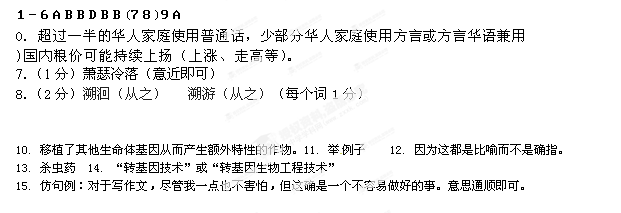 1-6ABBDBB(78)9A
0. 超过一半的华人家庭使用普通话，少部分华人家庭使用方言或方言华语兼用
)国内粮价可能持续上扬（上涨、走高等）。
7.（1分）萧瑟冷落（意近即可）
8.（2分）溯洄（从之） 溯游（从之）（每个词1分）
10. 移植了其他生命体基因从而产生额外特性的作物。11. 举例子 12. 因为这都是比喻而不是确指。
13. 杀虫药 14. “转基因技术”或“转基因生物工程技术”
15. 仿句例：对于写作文，尽管我一点也不害怕，但这确是一个不容易做好的事。意思通顺即可。